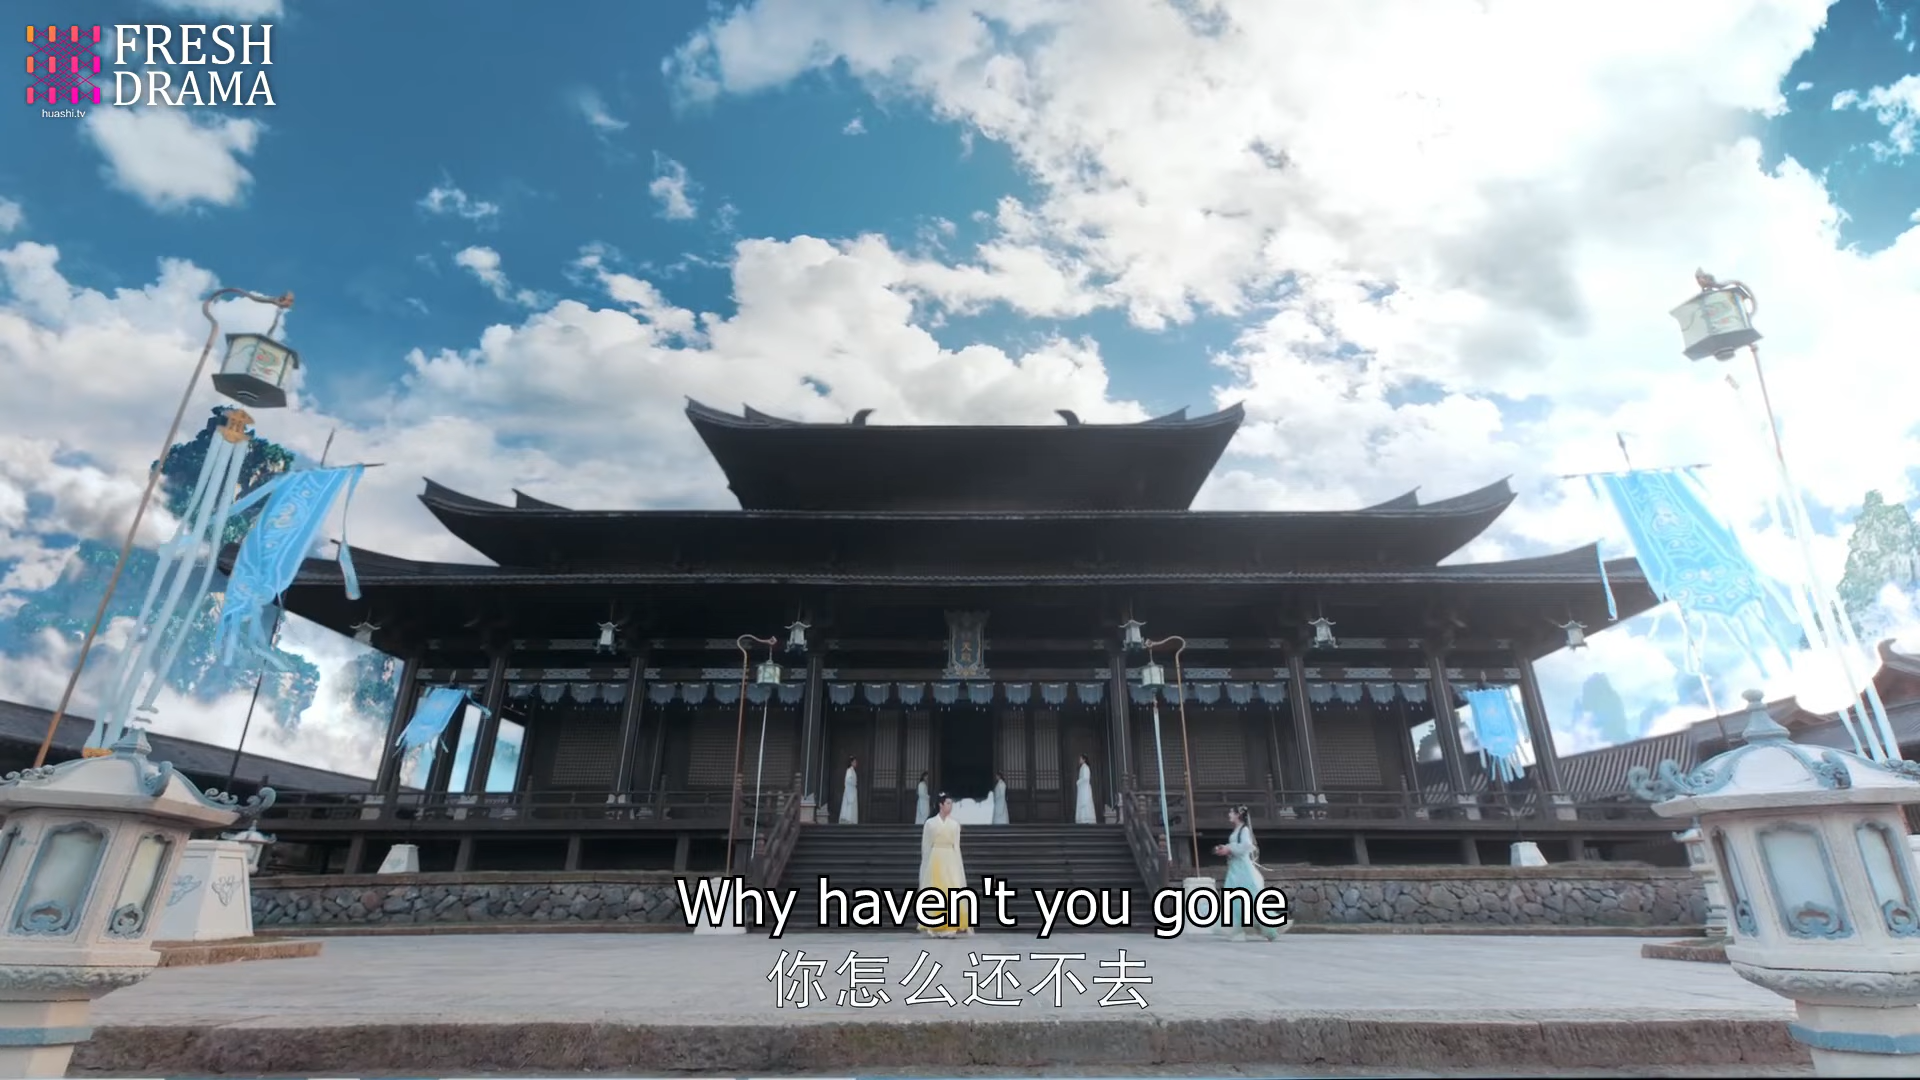 FRESH
DRAMA
huashi.tv
Why haven't you gone
你怎么还不去